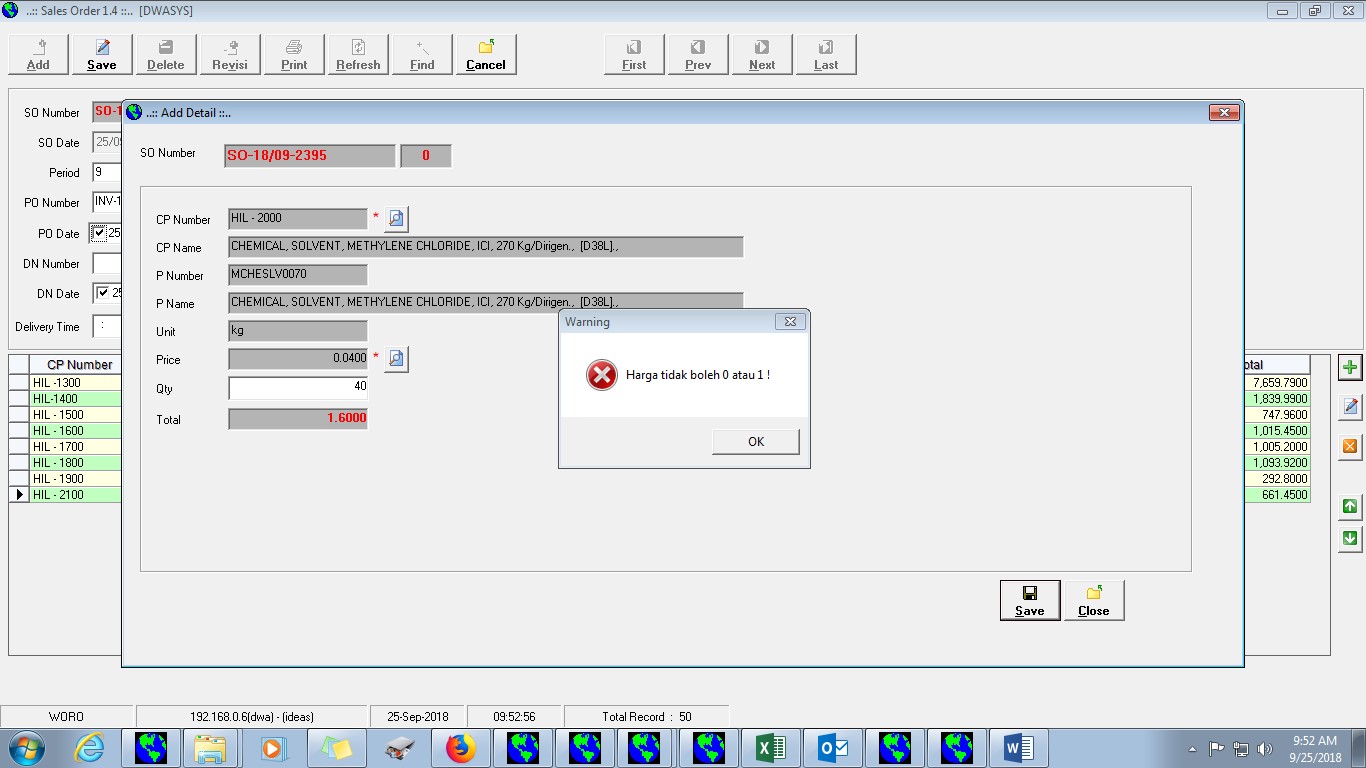 ..:: Sales Order 1.4 ::.. [DWASYS]
Add Save Delete Revisi Print Refresh Find Cancel First Prev Next Last
SO Number SO-1
SO Date 25/09
Period 9
PO Number INV-1
PO Date 25
DN Number
DN Date 25
Delivery Time :
..:: Add Detail ::..
SO Number SO-18/09-2395 0
CP Number HIL - 2000 *
CP Name CHEMICAL, SOLVENT, METHYLENE CHLORIDE, ICI, 270 Kg/Dirigen., [D38L].,
P Number MCHESLV0070
P Name CHEMICAL, SOLVENT, METHYLENE CHLORIDE, ICI, 270 Kg/Dirigen., [D38L].,
Unit kg
Price 0.0400 *
Qty 40
Total 1.6000
Save Close
Warning
Harga tidak boleh 0 atau 1 !
OK
CP Number otal
HIL -1300 7,659.7900
HIL-1400 1,839.9900
HIL - 1500 747.9600
HIL - 1600 1,015.4500
HIL - 1700 1,005.2000
HIL - 1800 1,093.9200
HIL - 1900 292.8000
HIL - 2100 661.4500
WORO 192.168.0.6(dwa) - (ideas) 25-Sep-2018 09:52:56 Total Record : 50
9:52 AM
9/25/2018